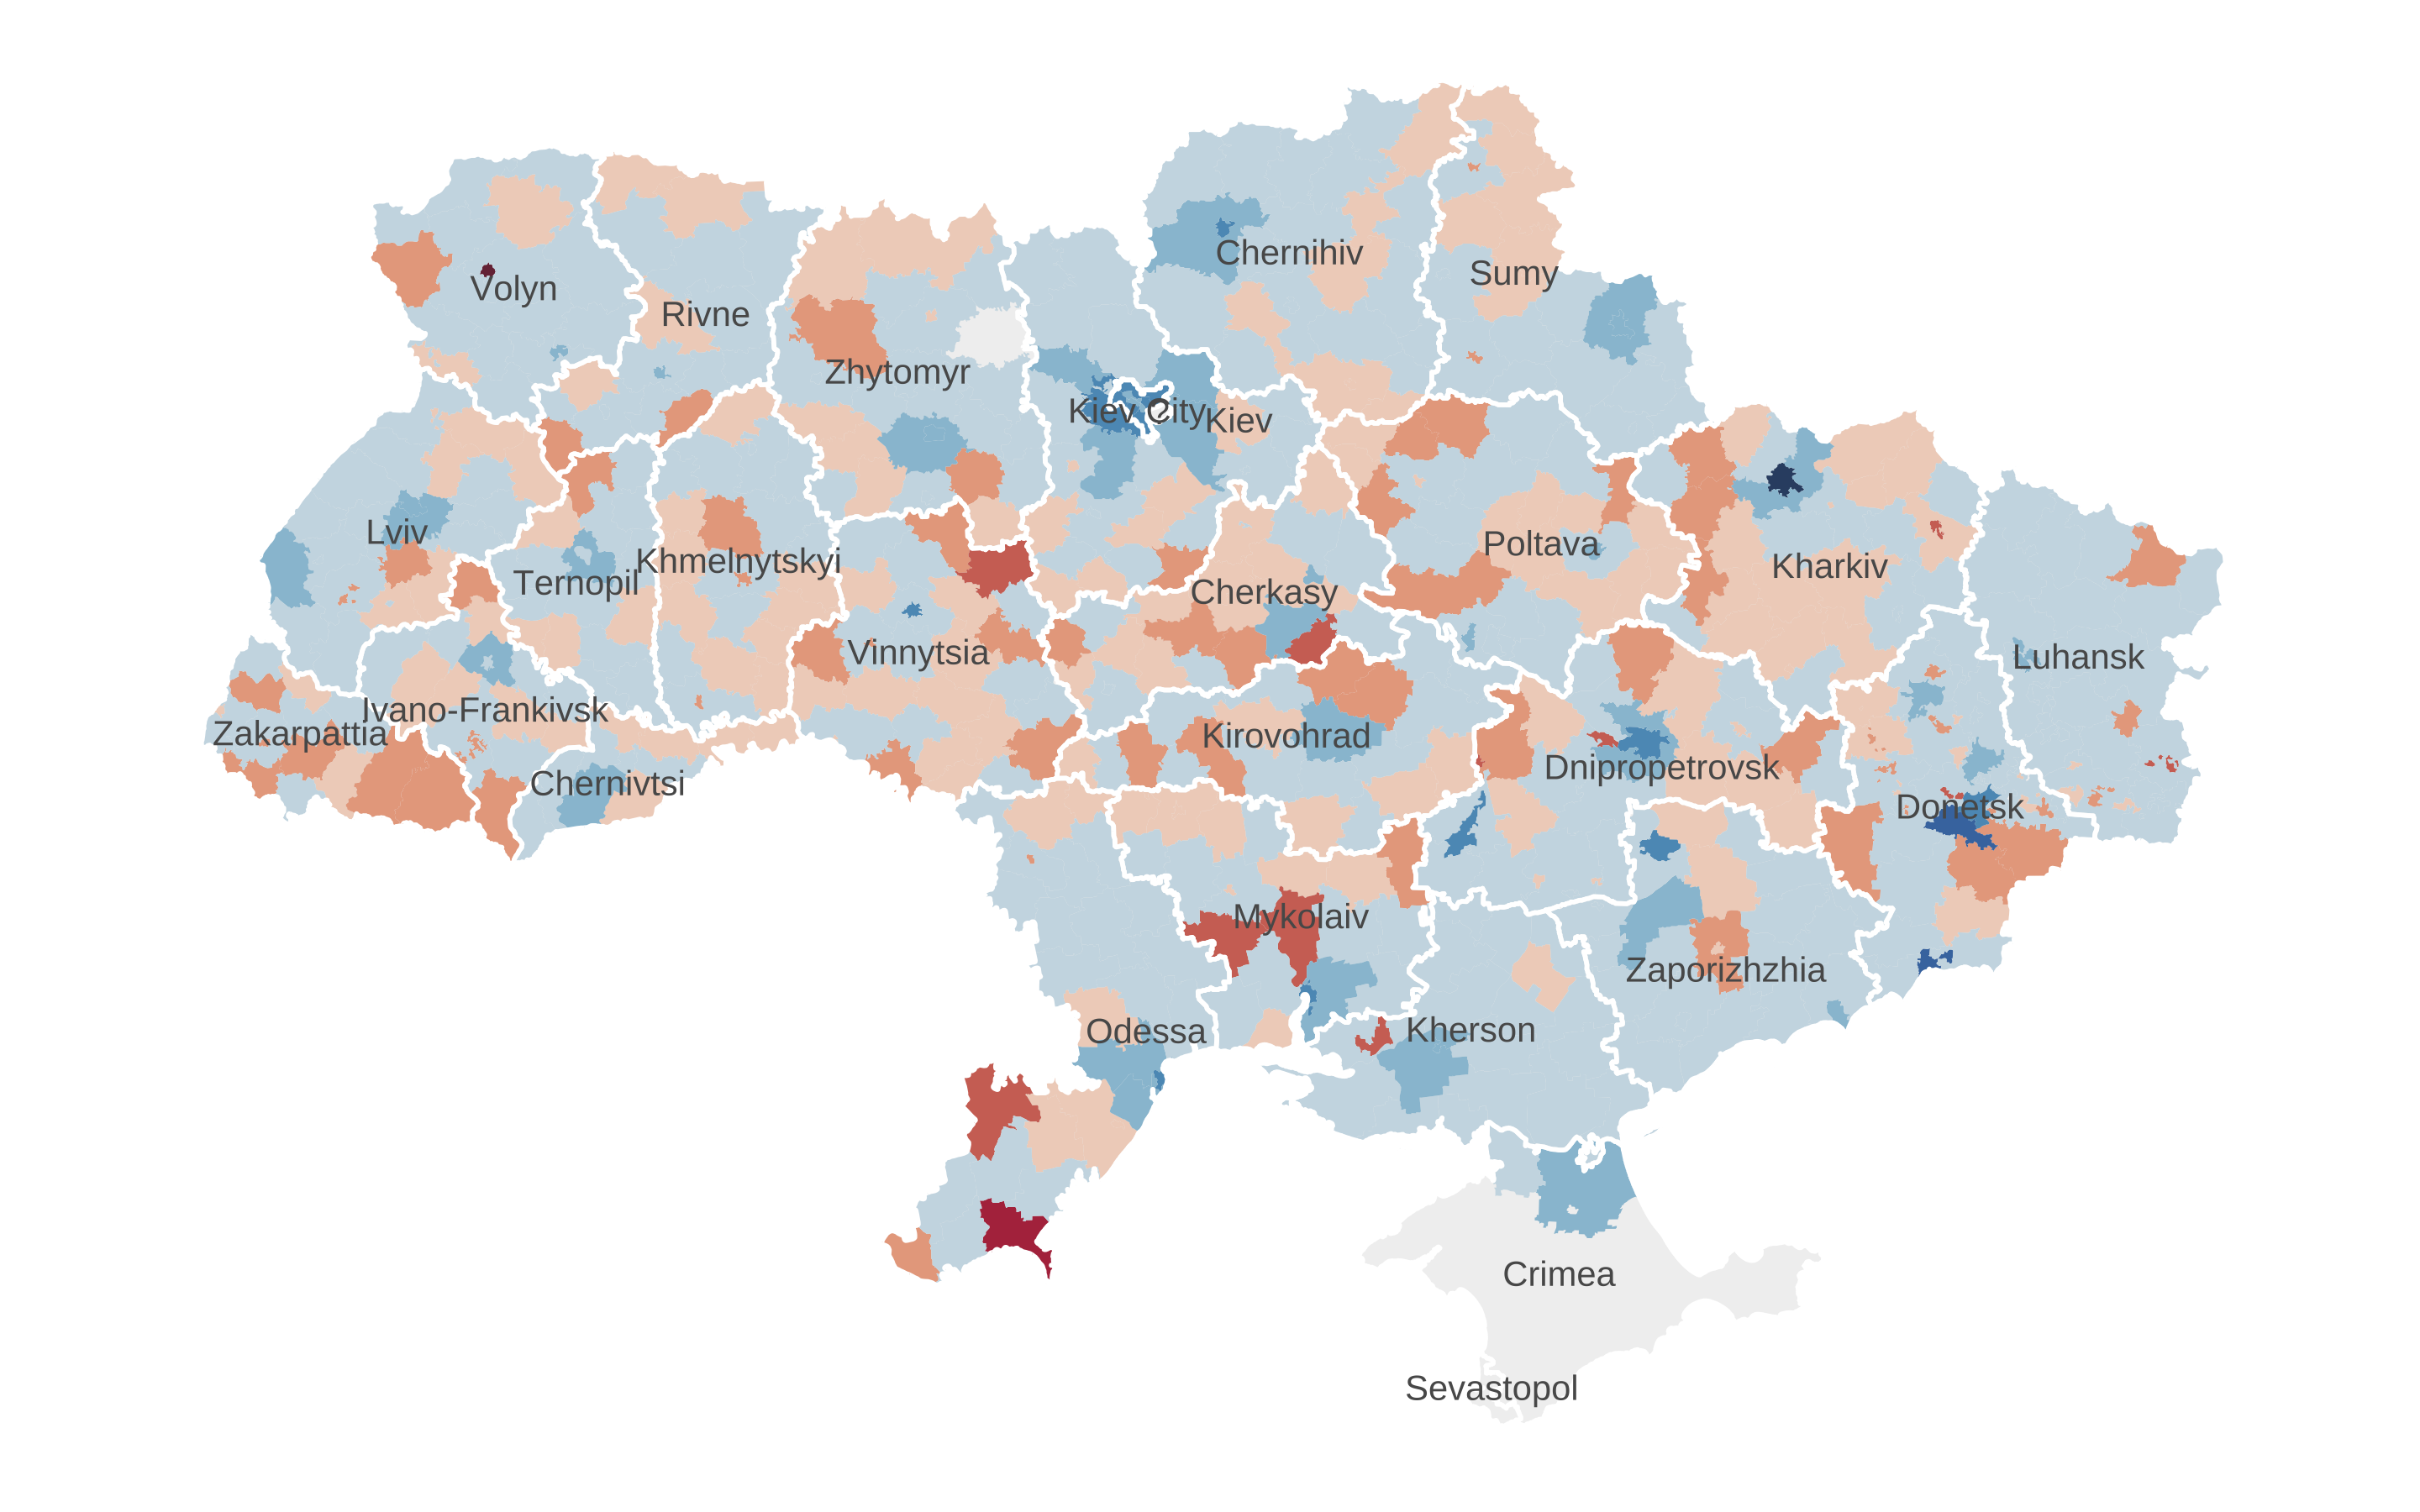 Chernihiv
Sumy
Volyn
Rivne
Zhytomyr
Kiev City
Kiev
Lviv
Poltava
Khmelnytskyi
Kharkiv
Ternopil
Cherkasy
Vinnytsia
Luhansk
Ivano-Frankivsk
Zakarpattia
Kirovohrad
Dnipropetrovsk
Chernivtsi
Donetsk
Mykolaiv
Zaporizhzhia
Odessa
Kherson
Crimea
Sevastopol